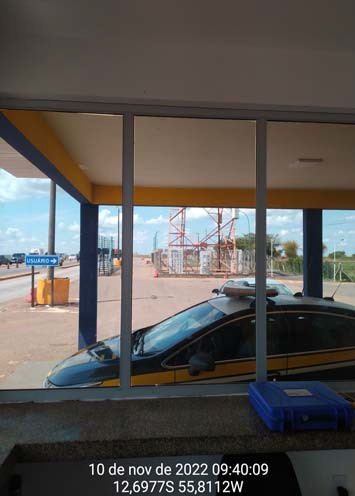 USUÁRIO
10 de nov de 2022 09:40:09
12,6977S 55,8112W